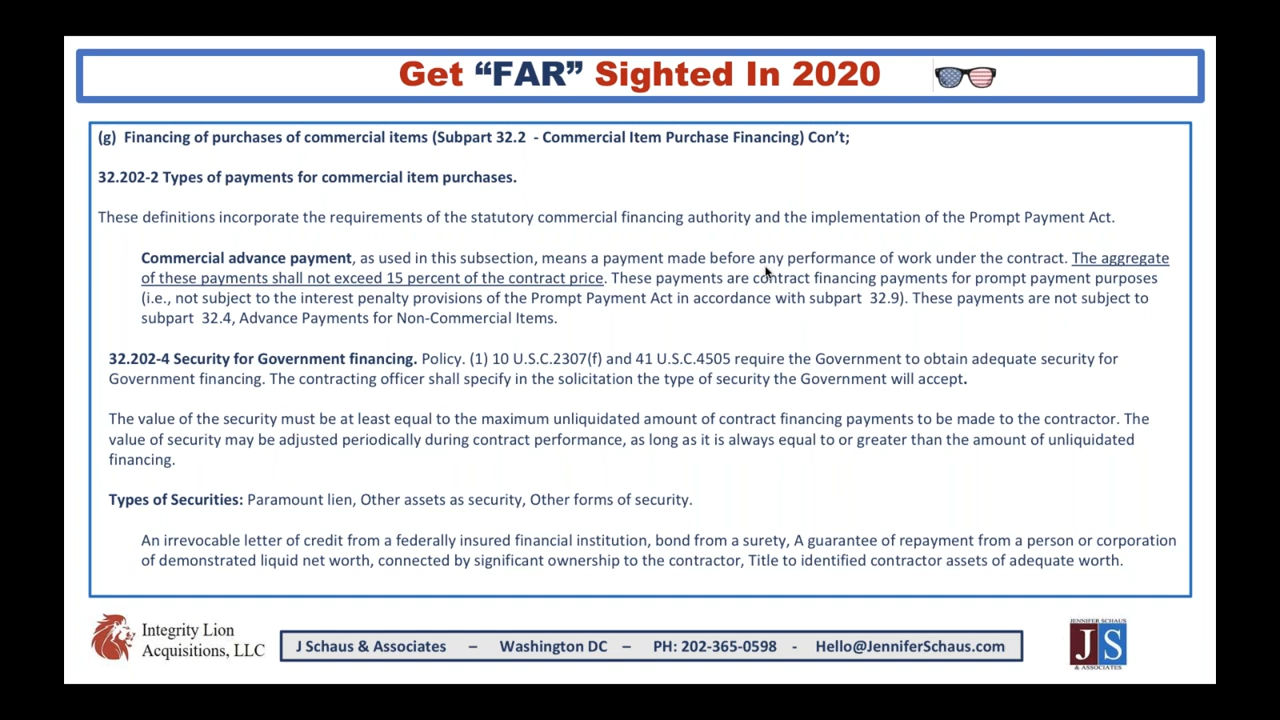 Get “FAR” Sighted In 2020
(g)  Financing of purchases of commercial items (Subpart 32.2  - Commercial Item Purchase Financing) Con’t;
32.202-2 Types of payments for commercial item purchases.
These definitions incorporate the requirements of the statutory commercial financing authority and the implementation of the Prompt Payment Act.
Commercial advance payment, as used in this subsection, means a payment made before any performance of work under the contract. The aggregate
of these payments shall not exceed 15 percent of the contract price. These payments are contract financing payments for prompt payment purposes
(i.e., not subject to the interest penalty provisions of the Prompt Payment Act in accordance with subpart  32.9). These payments are not subject to
subpart  32.4, Advance Payments for Non-Commercial Items.
32.202-4 Security for Government financing. Policy. (1) 10 U.S.C.2307(f) and 41 U.S.C.4505 require the Government to obtain adequate security for
Government financing. The contracting officer shall specify in the solicitation the type of security the Government will accept.
The value of the security must be at least equal to the maximum unliquidated amount of contract financing payments to be made to the contractor. The
value of security may be adjusted periodically during contract performance, as long as it is always equal to or greater than the amount of unliquidated
financing.
Types of Securities: Paramount lien, Other assets as security, Other forms of security.
An irrevocable letter of credit from a federally insured financial institution, bond from a surety, A guarantee of repayment from a person or corporation
of demonstrated liquid net worth, connected by significant ownership to the contractor, Title to identified contractor assets of adequate worth.
Integrity Lion
Acquisitions, LLC
J Schaus & Associates – Washington DC – PH: 202-365-0598 - Hello@JenniferSchaus.com
JENNIFER SCHAUS
J S
& ASSOCIATES